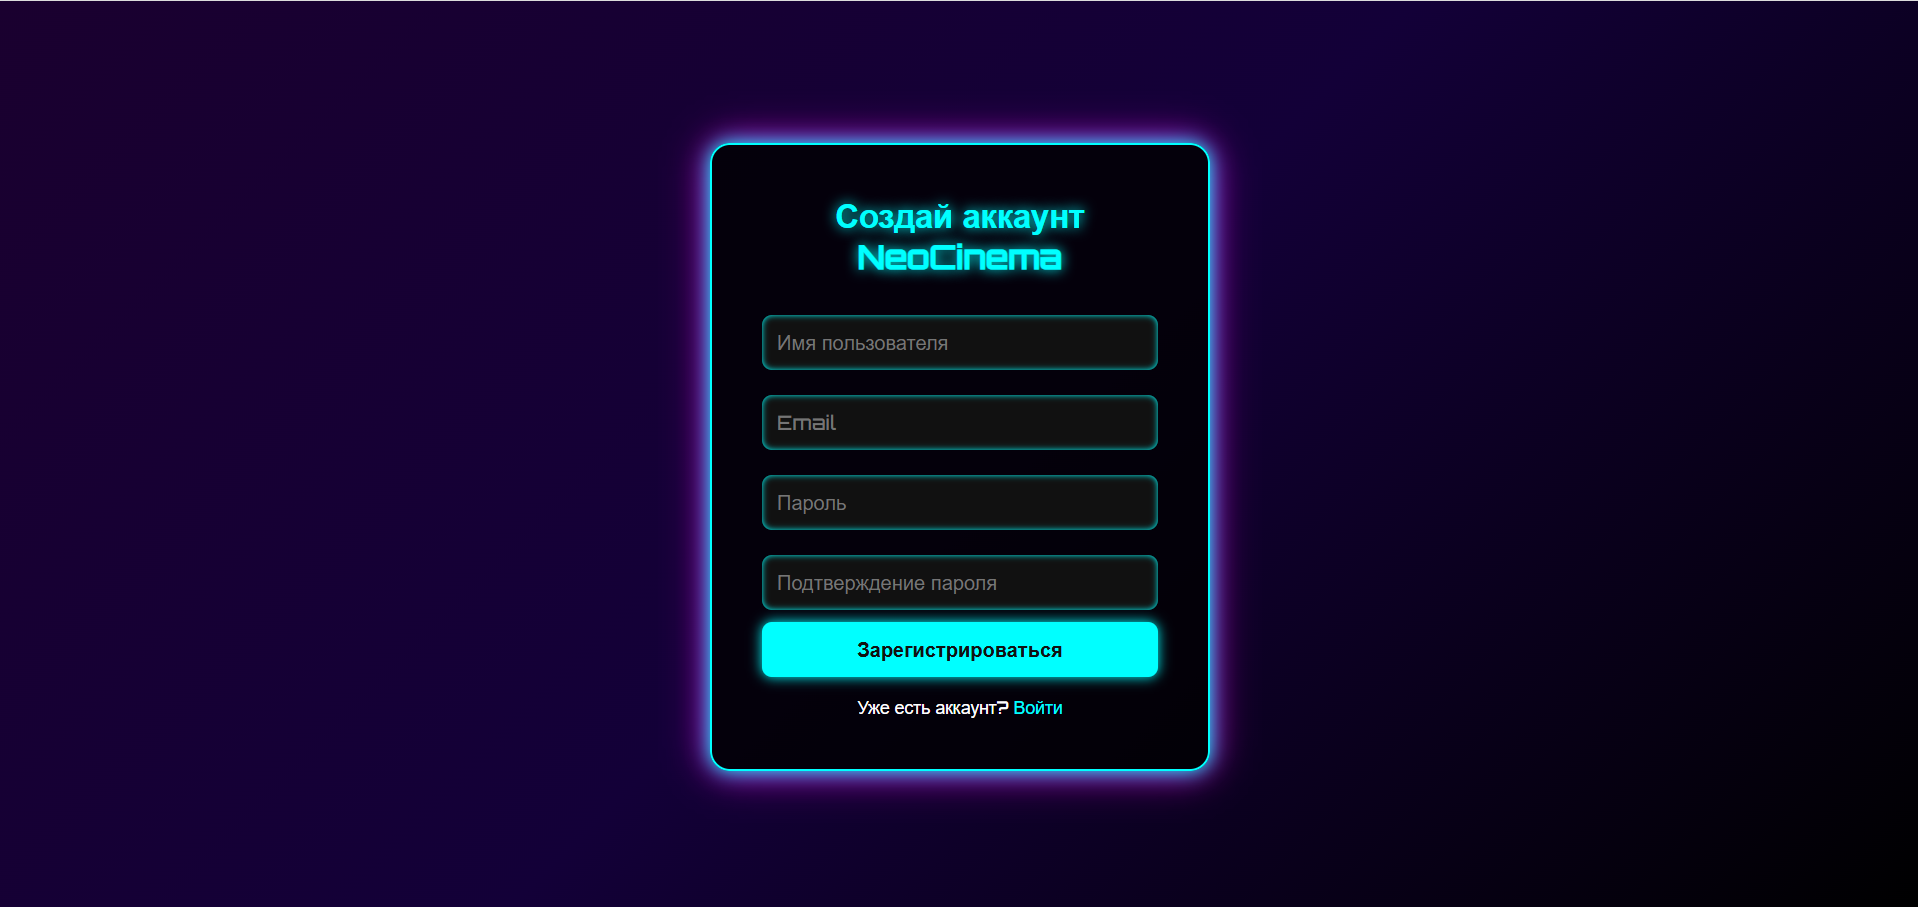 Создай аккаунт
NeoCinema
Имя пользователя
Email
Пароль
Подтверждение пароля
Зарегистрироваться
Уже есть аккаунт? Войти